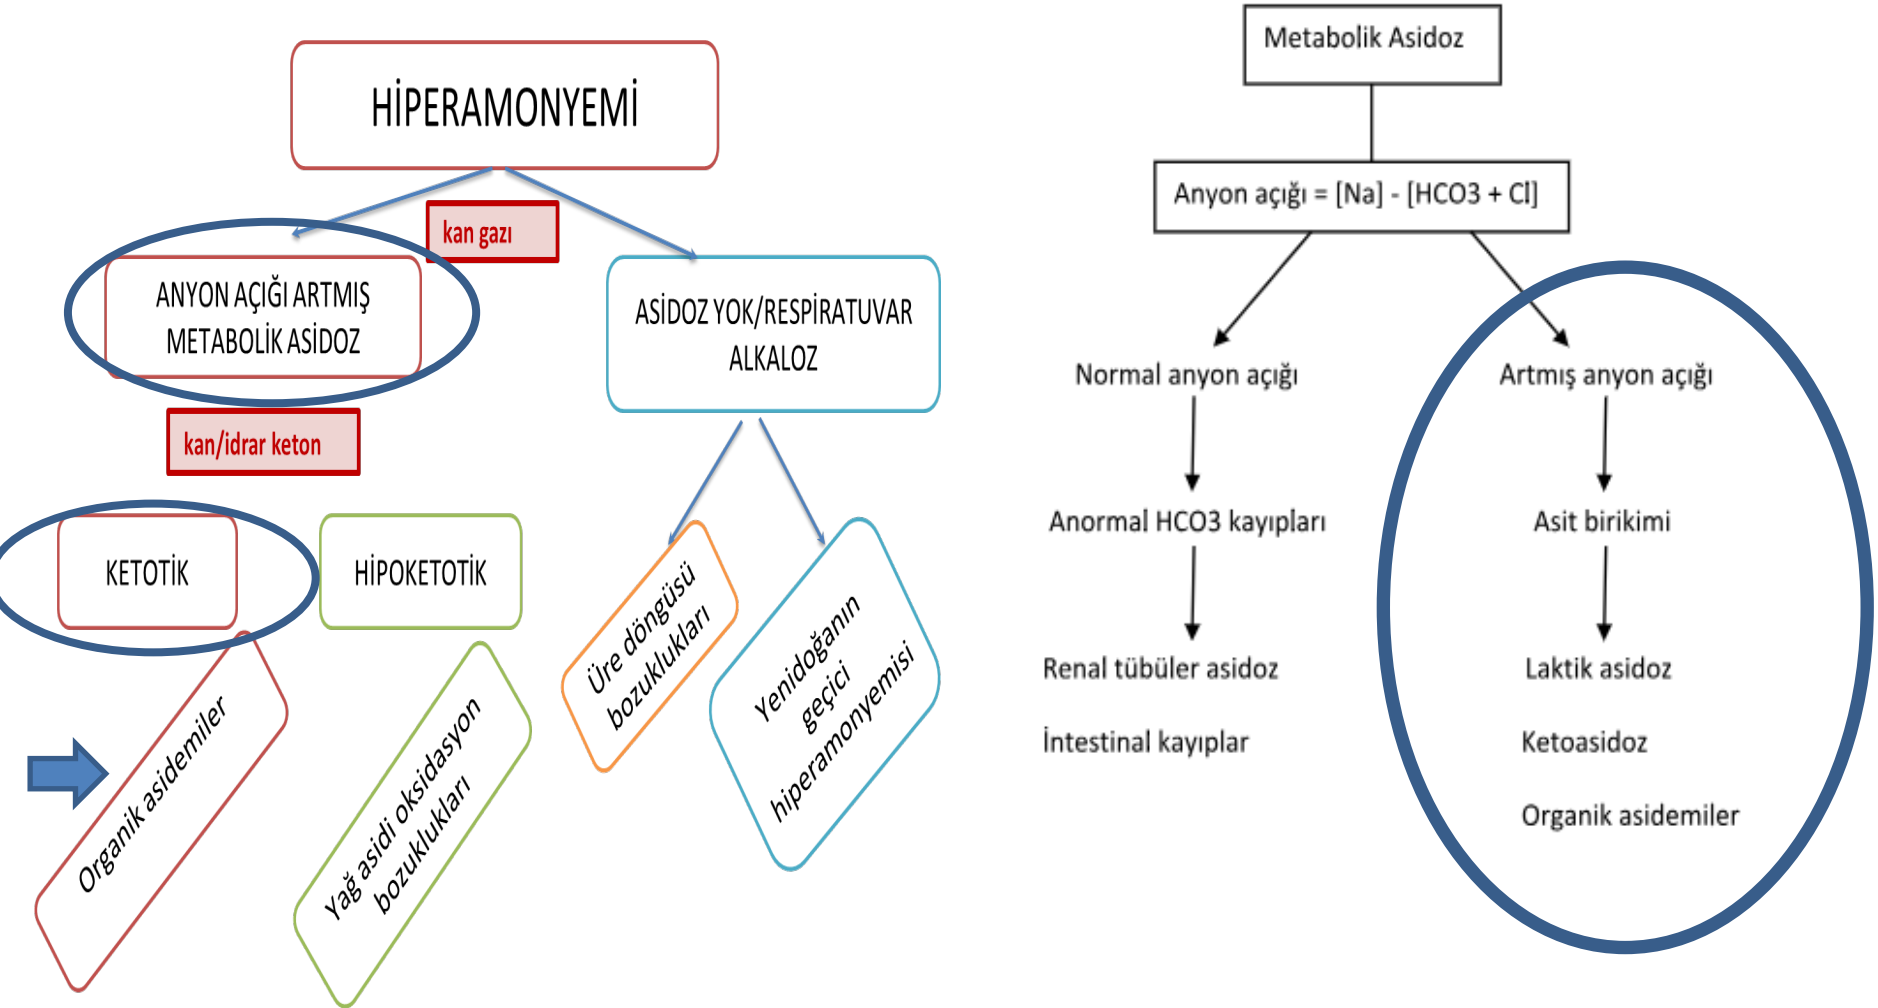 HİPERAMONYEMİ
kan gazı
ANYON AÇIĞI ARTMIŞ
METABOLİK ASİDOZ
ASİDOZ YOK/RESPİRATUVAR
ALKALOZ
kan/idrar keton
KETOTİK
HİPOKETOTİK
Organik asidemiler
Yağ asidi oksidasyon
bozuklukları
Üre döngüsü
bozuklukları
Yenidoğanın
geçici
hiperamonyemisi
Metabolik Asidoz
Anyon açığı = [Na] - [HCO3 + Cl]
Normal anyon açığı
Anormal HCO3 kayıpları
Renal tübüler asidoz
İntestinal kayıplar
Artmış anyon açığı
Asit birikimi
Laktik asidoz
Ketoasidoz
Organik asidemiler